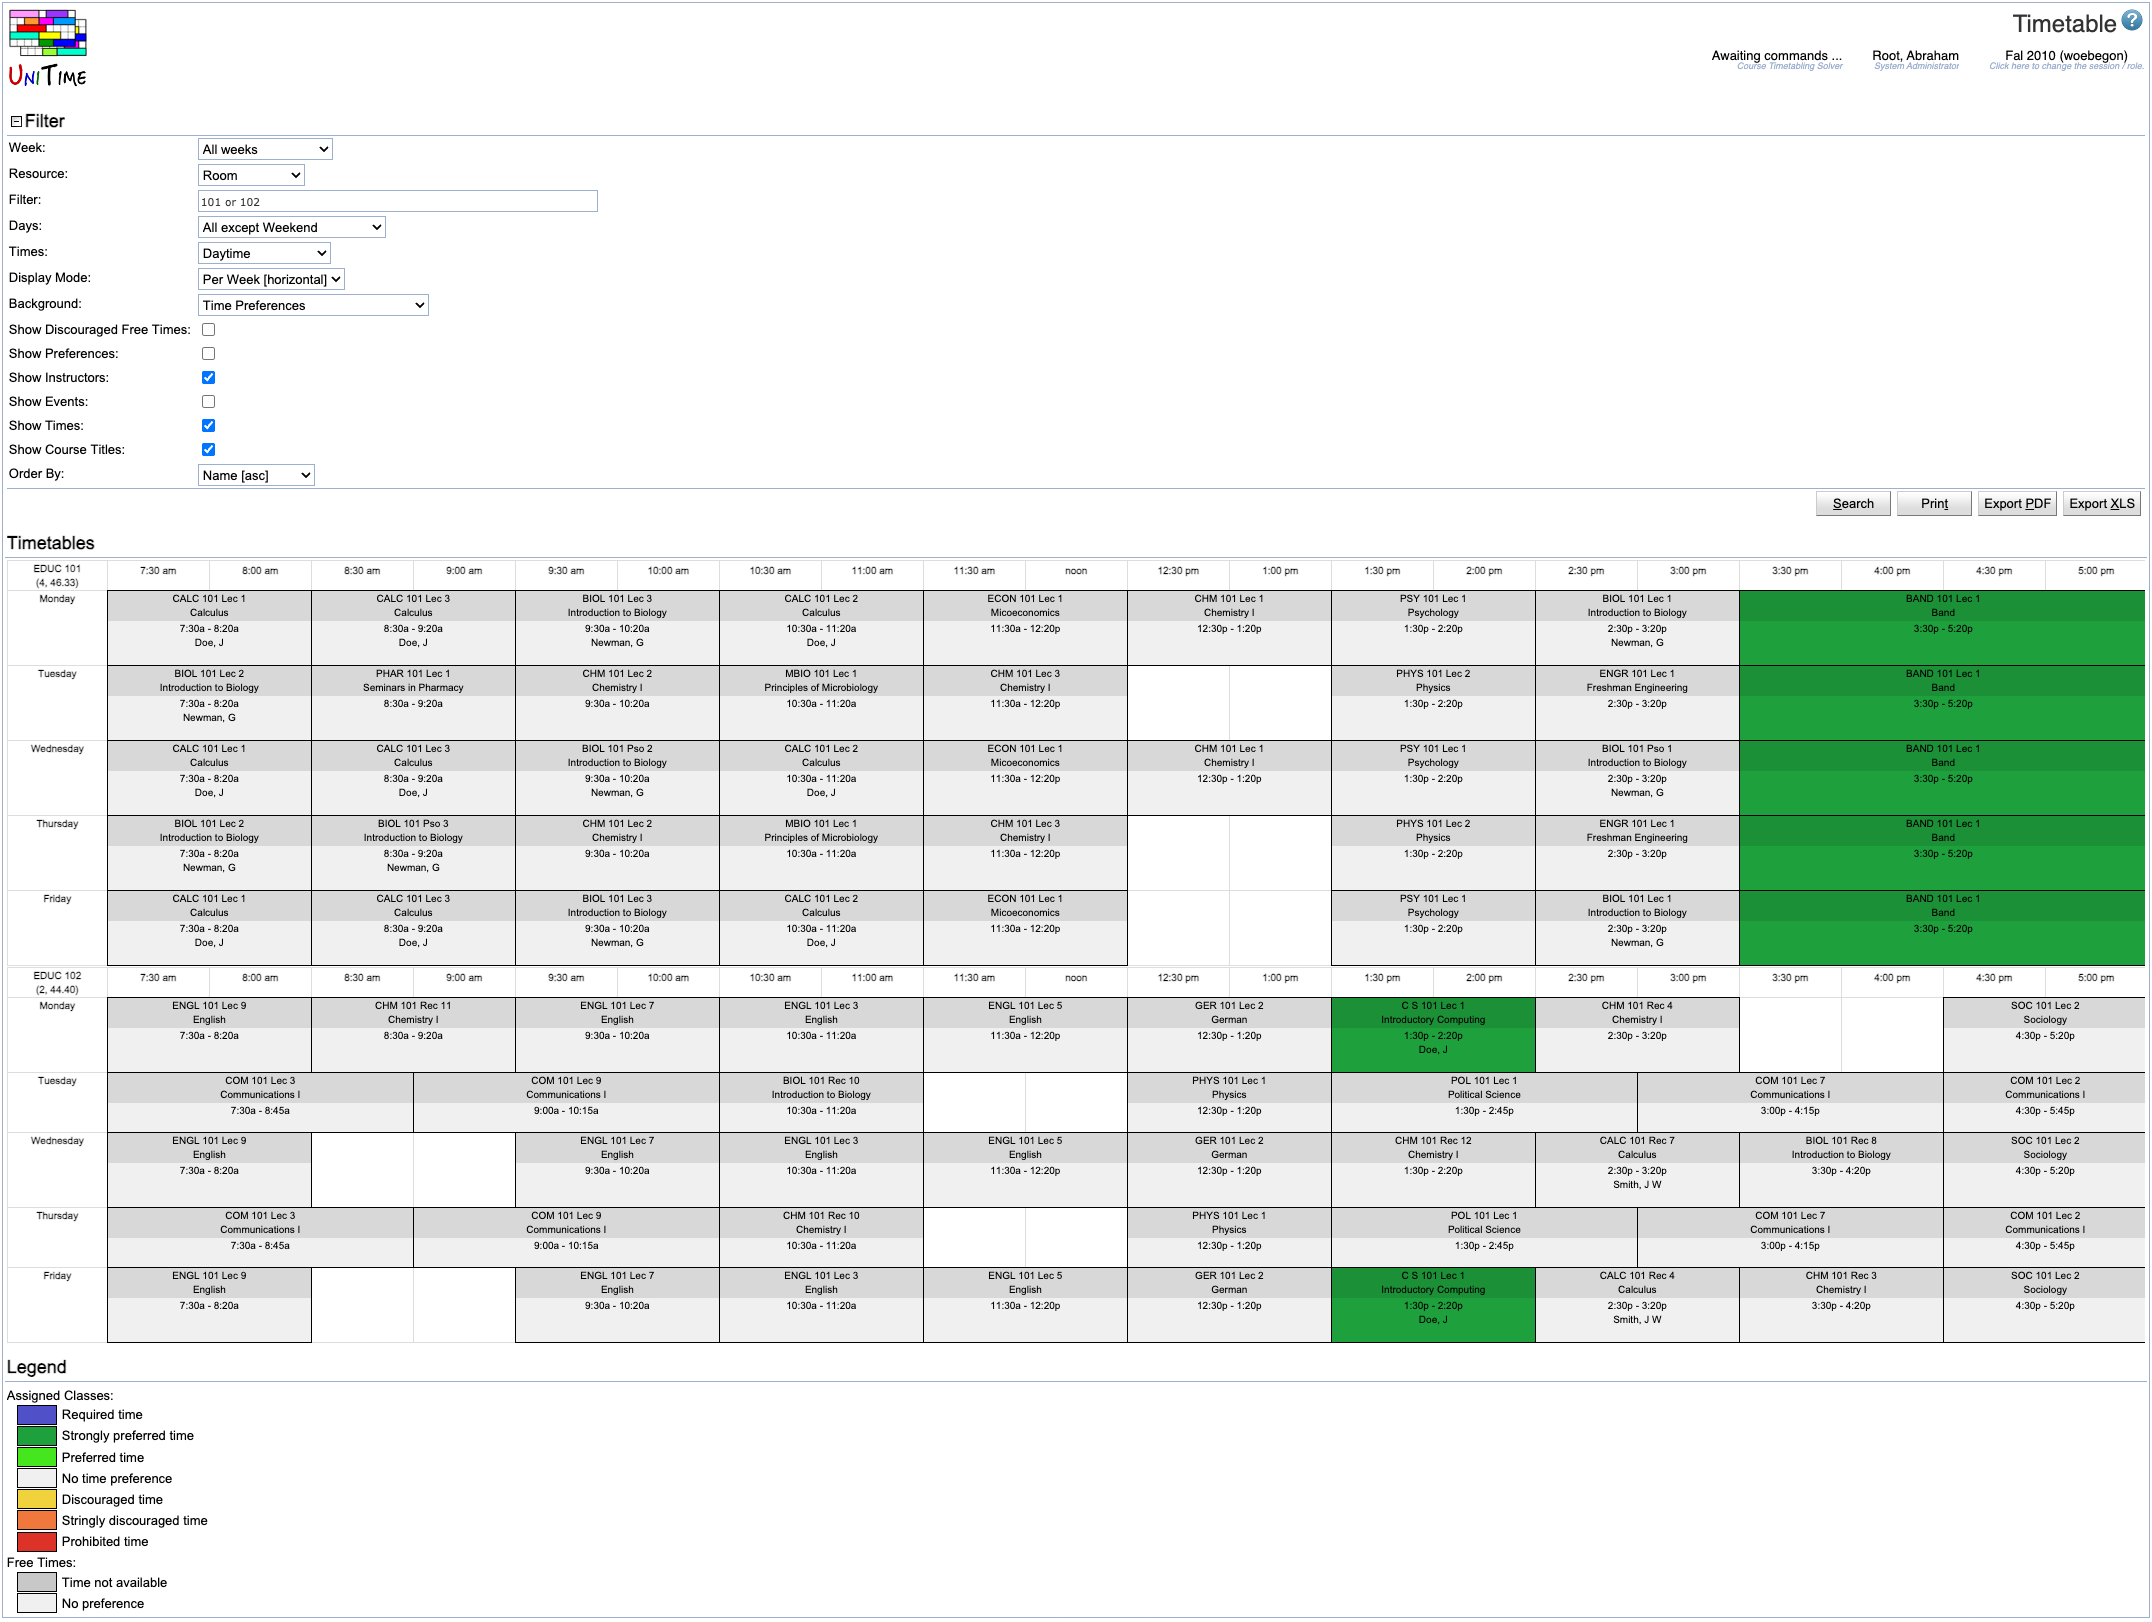 UNITIME
Timetable ?
Awaiting commands ... Root, Abraham Fal 2010 (woebegon)
Course Timetabling Solver System Administrator Click here to change the session / role.
Filter
Week: All weeks
Resource: Room
Filter: 101 or 102
Days: All except Weekend
Times: Daytime
Display Mode: Per Week [horizontal]
Background: Time Preferences
Show Discouraged Free Times:
Show Preferences:
Show Instructors:
Show Events:
Show Times:
Show Course Titles:
Order By: Name [asc]
Search Print Export PDF Export XLS
Timetables
EDUC 101 7:30 am 8:00 am 8:30 am 9:00 am 9:30 am 10:00 am 10:30 am 11:00 am 11:30 am noon 12:30 pm 1:00 pm 1:30 pm 2:00 pm 2:30 pm 3:00 pm 3:30 pm 4:00 pm 4:30 pm 5:00 pm
(4, 46.33)
Monday CALC 101 Lec 1 CALC 101 Lec 3 BIOL 101 Lec 3 CALC 101 Lec 2 ECON 101 Lec 1 CHM 101 Lec 1 PSY 101 Lec 1 BIOL 101 Lec 1 BAND 101 Lec 1
Calculus Calculus Introduction to Biology Calculus Micoeconomics Chemistry I Psychology Introduction to Biology Band
7:30a - 8:20a 8:30a - 9:20a 9:30a - 10:20a 10:30a - 11:20a 11:30a - 12:20p 12:30p - 1:20p 1:30p - 2:20p 2:30p - 3:20p 3:30p - 5:20p
Doe, J Doe, J Newman, G Doe, J Newman, G
Tuesday BIOL 101 Lec 2 PHAR 101 Lec 1 CHM 101 Lec 2 MBIO 101 Lec 1 CHM 101 Lec 3 PHYS 101 Lec 2 ENGR 101 Lec 1 BAND 101 Lec 1
Introduction to Biology Seminars in Pharmacy Chemistry I Principles of Microbiology Chemistry I Physics Freshman Engineering Band
7:30a - 8:20a 8:30a - 9:20a 9:30a - 10:20a 10:30a - 11:20a 11:30a - 12:20p 1:30p - 2:20p 2:30p - 3:20p 3:30p - 5:20p
Newman, G
Wednesday CALC 101 Lec 1 CALC 101 Lec 3 BIOL 101 Pso 2 CALC 101 Lec 2 ECON 101 Lec 1 CHM 101 Lec 1 PSY 101 Lec 1 BIOL 101 Pso 1 BAND 101 Lec 1
Calculus Calculus Introduction to Biology Calculus Micoeconomics Chemistry I Psychology Introduction to Biology Band
7:30a - 8:20a 8:30a - 9:20a 9:30a - 10:20a 10:30a - 11:20a 11:30a - 12:20p 12:30p - 1:20p 1:30p - 2:20p 2:30p - 3:20p 3:30p - 5:20p
Doe, J Doe, J Newman, G Doe, J Newman, G
Thursday BIOL 101 Lec 2 BIOL 101 Pso 3 CHM 101 Lec 2 MBIO 101 Lec 1 CHM 101 Lec 3 PHYS 101 Lec 2 ENGR 101 Lec 1 BAND 101 Lec 1
Introduction to Biology Introduction to Biology Chemistry I Principles of Microbiology Chemistry I Physics Freshman Engineering Band
7:30a - 8:20a 8:30a - 9:20a 9:30a - 10:20a 10:30a - 11:20a 11:30a - 12:20p 1:30p - 2:20p 2:30p - 3:20p 3:30p - 5:20p
Newman, G Newman, G
Friday CALC 101 Lec 1 CALC 101 Lec 3 BIOL 101 Lec 3 CALC 101 Lec 2 ECON 101 Lec 1 PSY 101 Lec 1 BIOL 101 Lec 1 BAND 101 Lec 1
Calculus Calculus Introduction to Biology Calculus Micoeconomics Psychology Introduction to Biology Band
7:30a - 8:20a 8:30a - 9:20a 9:30a - 10:20a 10:30a - 11:20a 11:30a - 12:20p 1:30p - 2:20p 2:30p - 3:20p 3:30p - 5:20p
Doe, J Doe, J Newman, G Doe, J Newman, G
EDUC 102 7:30 am 8:00 am 8:30 am 9:00 am 9:30 am 10:00 am 10:30 am 11:00 am 11:30 am noon 12:30 pm 1:00 pm 1:30 pm 2:00 pm 2:30 pm 3:00 pm 3:30 pm 4:00 pm 4:30 pm 5:00 pm
(2, 44.40)
Monday ENGL 101 Lec 9 CHM 101 Rec 11 ENGL 101 Lec 7 ENGL 101 Lec 3 ENGL 101 Lec 5 GER 101 Lec 2 C S 101 Lec 1 CHM 101 Rec 4 SOC 101 Lec 2
English Chemistry I English English English German Introductory Computing Chemistry I Sociology
7:30a - 8:20a 8:30a - 9:20a 9:30a - 10:20a 10:30a - 11:20a 11:30a - 12:20p 12:30p - 1:20p 1:30p - 2:20p 2:30p - 3:20p 4:30p - 5:20p
Doe, J
Tuesday COM 101 Lec 3 COM 101 Lec 9 BIOL 101 Rec 10 PHYS 101 Lec 1 POL 101 Lec 1 COM 101 Lec 7 COM 101 Lec 2
Communications I Communications I Introduction to Biology Physics Political Science Communications I Communications I
7:30a - 8:45a 9:00a - 10:15a 10:30a - 11:20a 12:30p - 1:20p 1:30p - 2:45p 3:00p - 4:15p 4:30p - 5:45p
Wednesday ENGL 101 Lec 9 ENGL 101 Lec 7 ENGL 101 Lec 3 ENGL 101 Lec 5 GER 101 Lec 2 CHM 101 Rec 12 CALC 101 Rec 7 BIOL 101 Rec 8 SOC 101 Lec 2
English English English English German Chemistry I Calculus Introduction to Biology Sociology
7:30a - 8:20a 9:30a - 10:20a 10:30a - 11:20a 11:30a - 12:20p 12:30p - 1:20p 1:30p - 2:20p 2:30p - 3:20p 3:30p - 4:20p 4:30p - 5:20p
Smith, J W
Thursday COM 101 Lec 3 COM 101 Lec 9 CHM 101 Rec 10 PHYS 101 Lec 1 POL 101 Lec 1 COM 101 Lec 7 COM 101 Lec 2
Communications I Communications I Chemistry I Physics Political Science Communications I Communications I
7:30a - 8:45a 9:00a - 10:15a 10:30a - 11:20a 12:30p - 1:20p 1:30p - 2:45p 3:00p - 4:15p 4:30p - 5:45p
Friday ENGL 101 Lec 9 ENGL 101 Lec 7 ENGL 101 Lec 3 ENGL 101 Lec 5 GER 101 Lec 2 C S 101 Lec 1 CALC 101 Rec 4 CHM 101 Rec 3 SOC 101 Lec 2
English English English English German Introductory Computing Calculus Chemistry I Sociology
7:30a - 8:20a 9:30a - 10:20a 10:30a - 11:20a 11:30a - 12:20p 12:30p - 1:20p 1:30p - 2:20p 2:30p - 3:20p 3:30p - 4:20p 4:30p - 5:20p
Doe, J Smith, J W
Legend
Assigned Classes:
Required time
Strongly preferred time
Preferred time
No time preference
Discouraged time
Stringly discouraged time
Prohibited time
Free Times:
Time not available
No preference